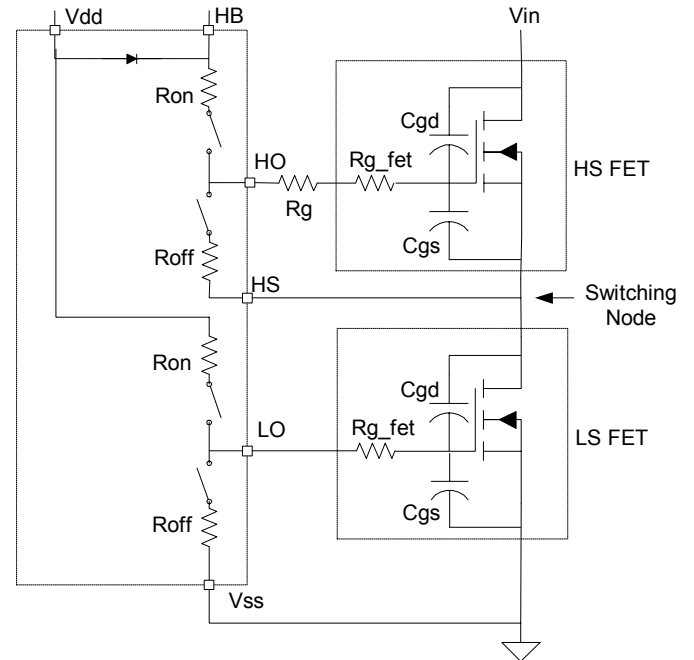 Vdd
HB
Vin
Ron
Cgd
HO
Rg_fet
HS FET
Rg
Cgs
Roff
HS
Switching
Node
Ron
Cgd
LO
Rg_fet
LS FET
Cgs
Roff
Vss